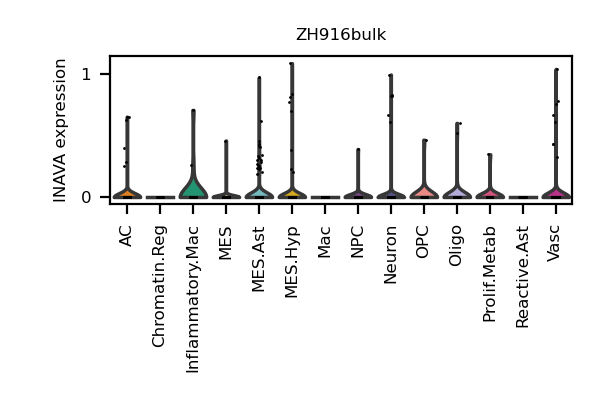 ZH916bulk
INAVA expression
1
0
AC
Chromatin.Reg
Inflammatory.Mac
MES
MES.Ast
MES.Hyp
Mac
NPC
Neuron
OPC
Oligo
Prolif.Metab
Reactive.Ast
Vasc